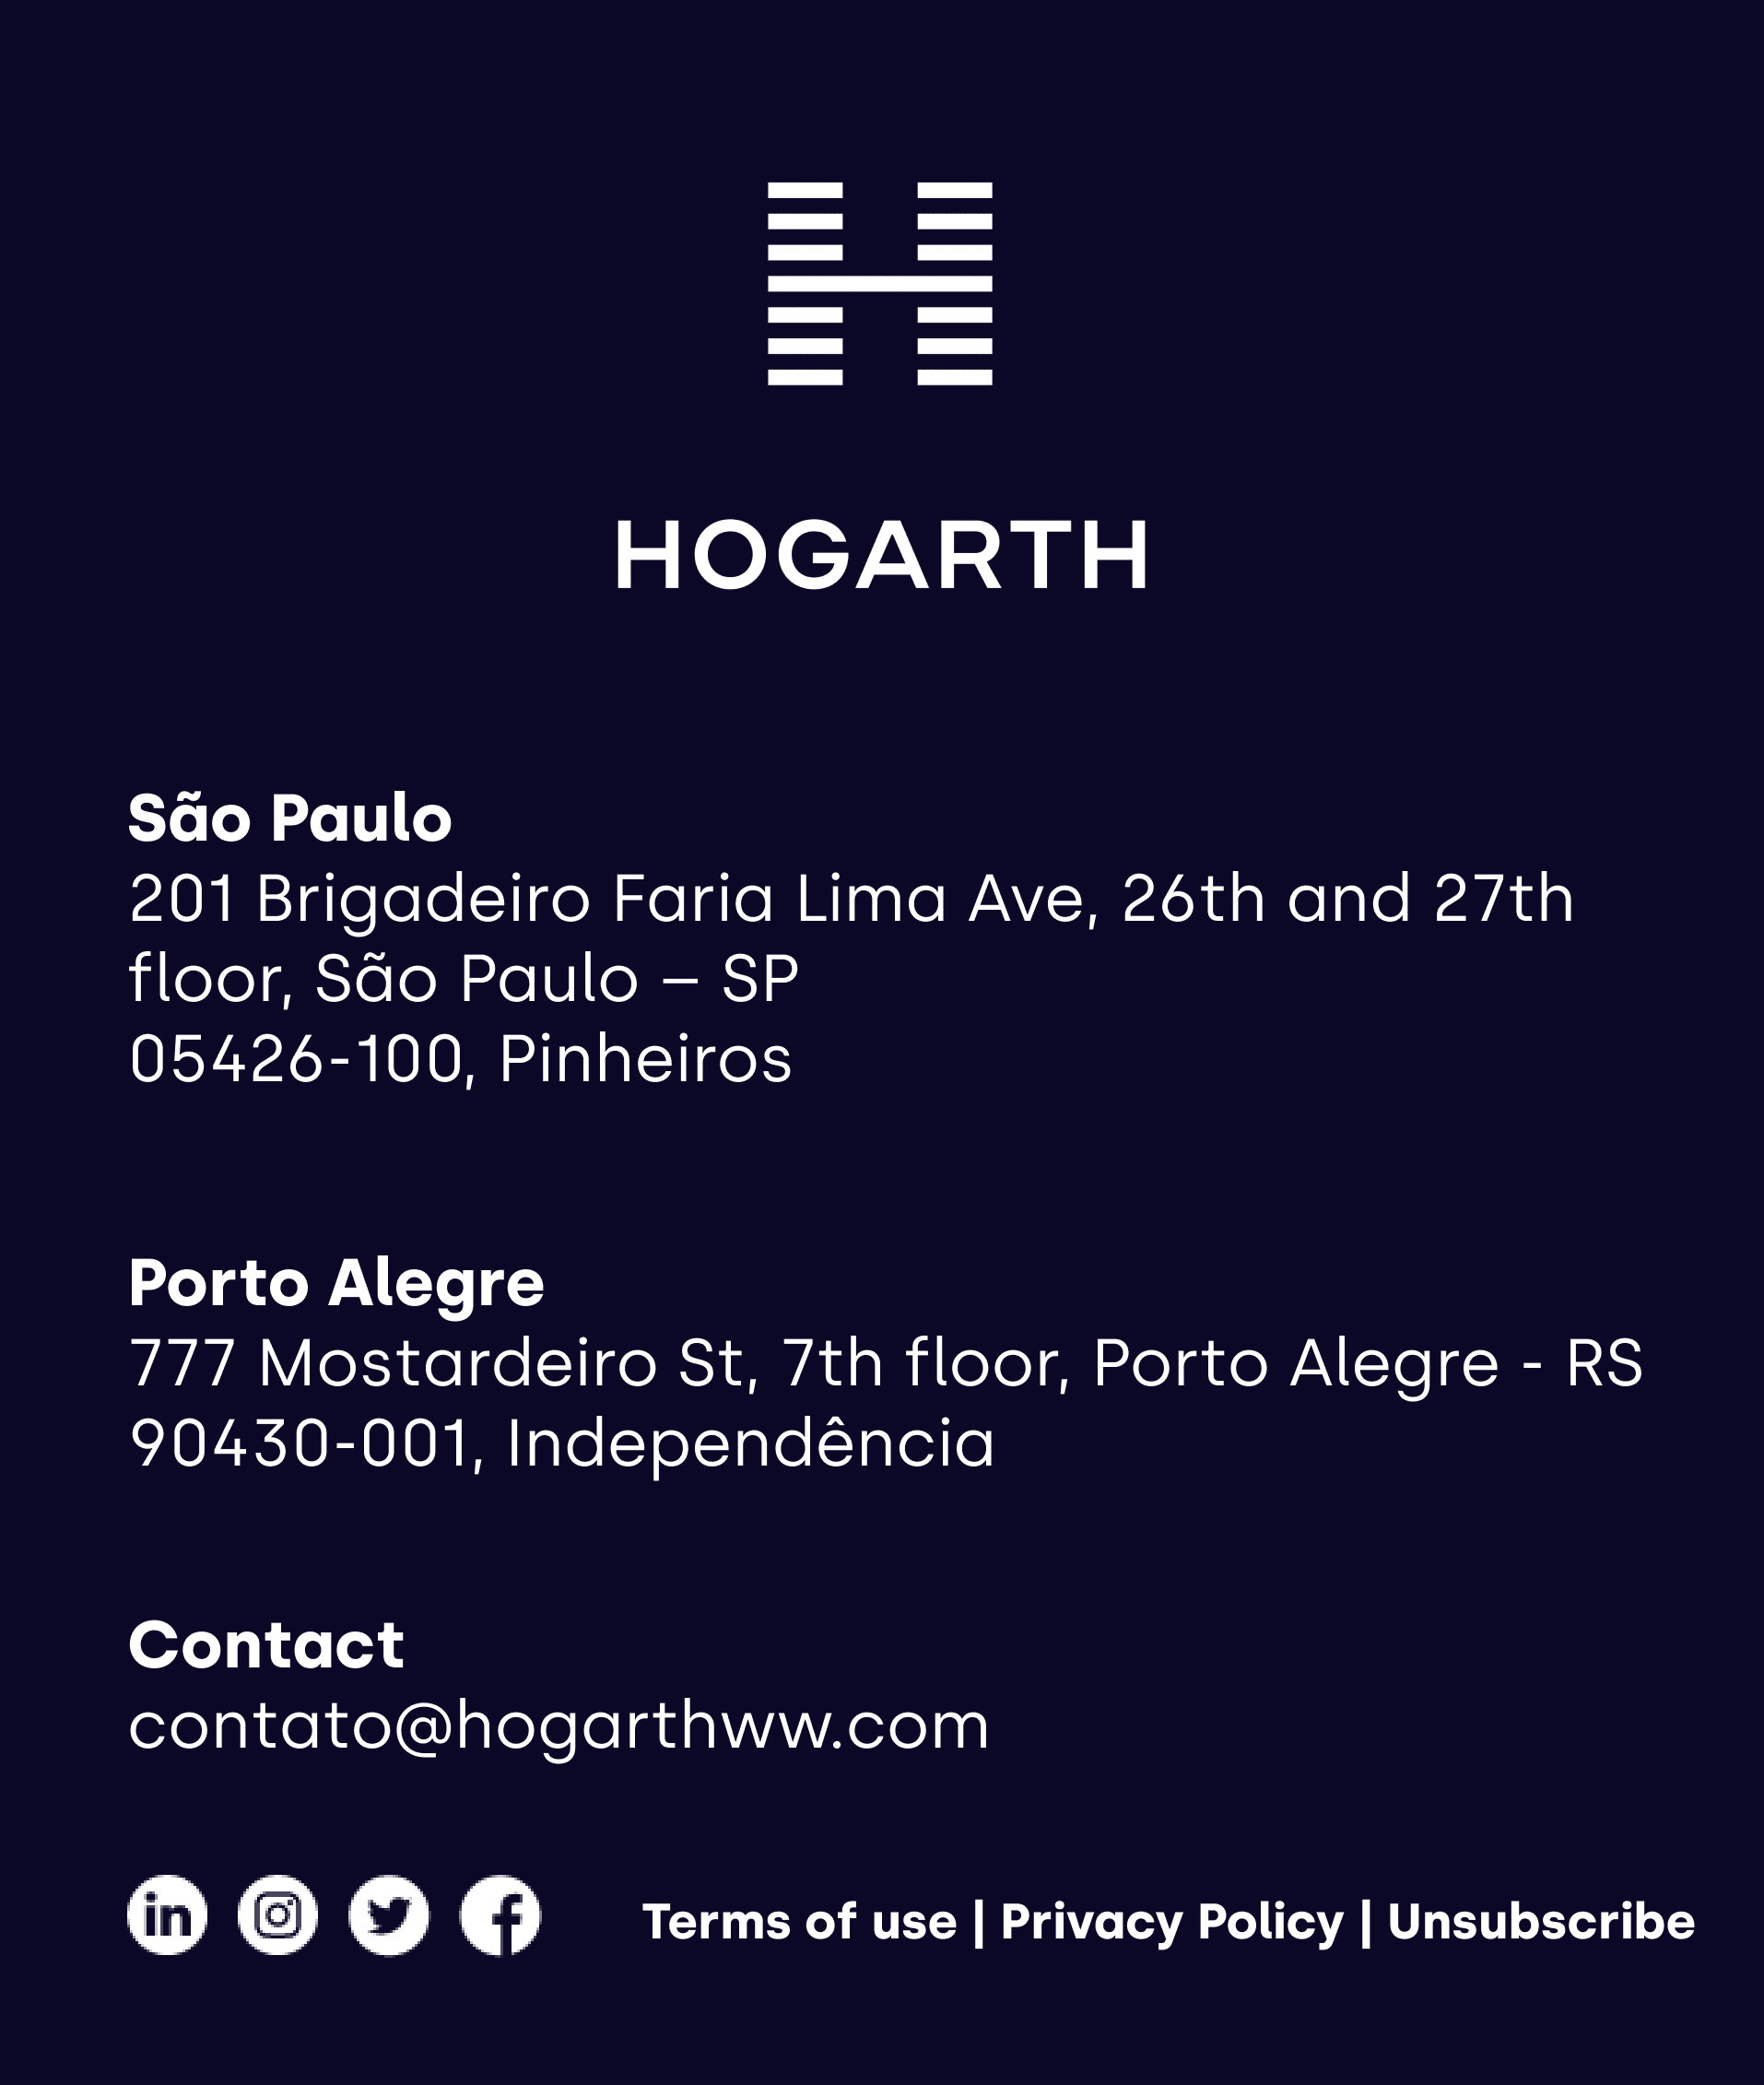 HOGARTH
São Paulo
201 Brigadeiro Faria Lima Ave, 26th and 27th
floor, São Paulo – SP
05426-100, Pinheiros
Porto Alegre
777 Mostardeiro St, 7th floor, Porto Alegre - RS
90430-001, Independência
Contact
contato@hogarthww.com
Terms of use | Privacy Policy | Unsubscribe